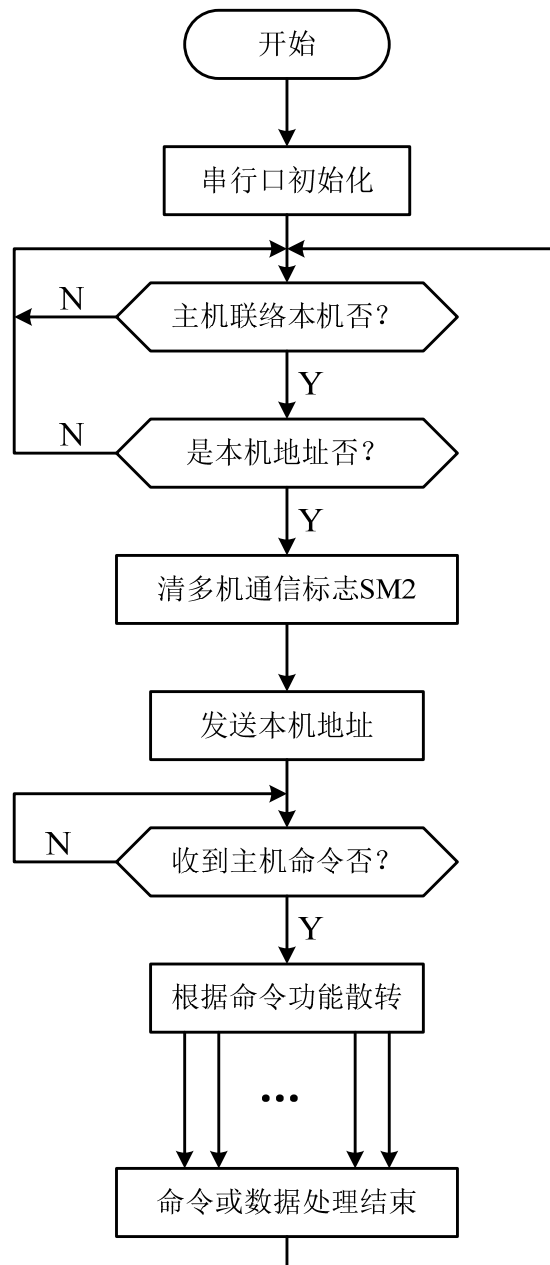 开始
串行口初始化
N
主机联络本机否？
Y
N
是本机地址否？
Y
清多机通信标志SM2
发送本机地址
N
收到主机命令否？
Y
根据命令功能散转
...
命令或数据处理结束